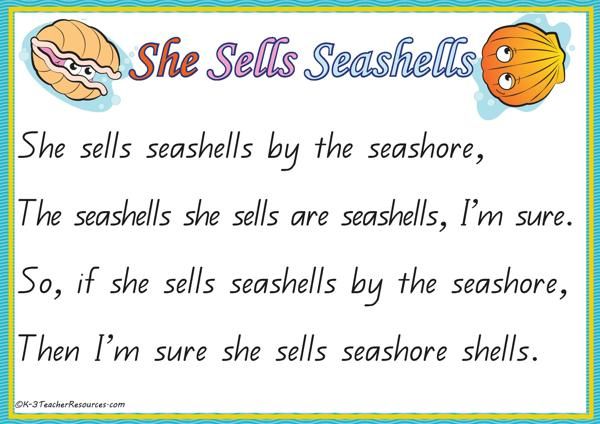 She Sells Seashells
She sells seashells by the seashore,
The seashells she sells are seashells, I'm sure.
So, if she sells seashells by the seashore,
Then I'm sure she sells seashore shells.
©K-3TeacherResources.com